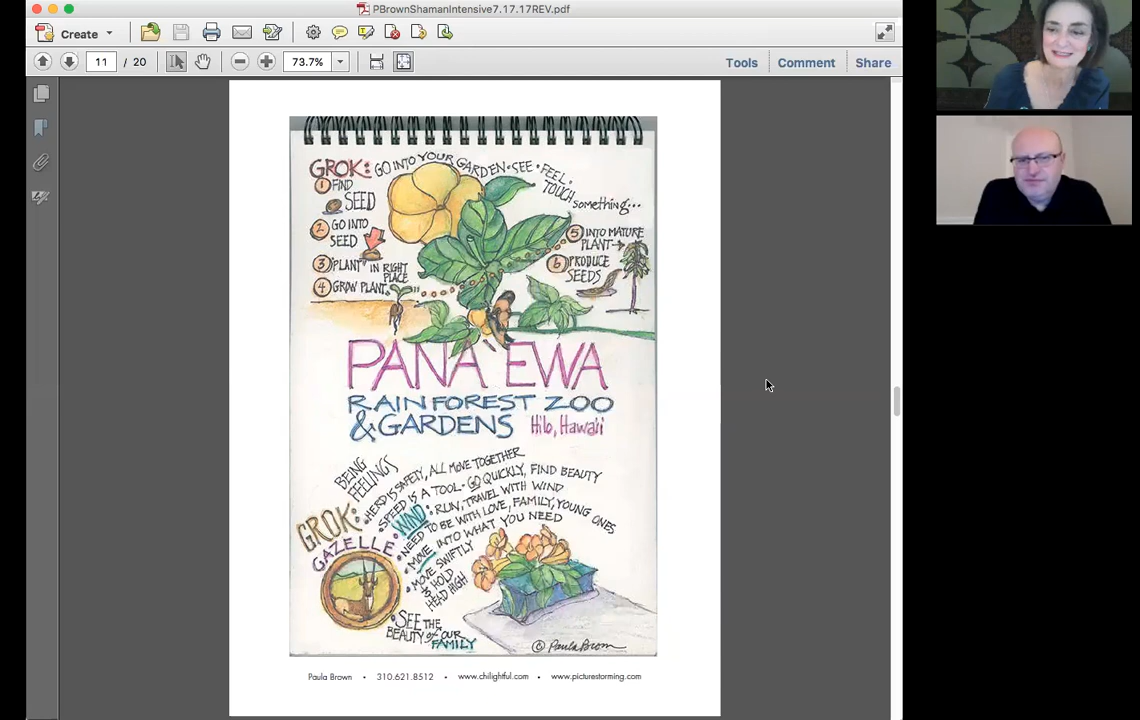 PBrownShamanIntensive7.17.17REV.pdf
Create
11 / 20
73.7%
Tools
Comment
Share
GROK: GO INTO YOUR GARDEN • SEE • FEEL, TOUCH something...
① FIND SEED
② GO INTO SEED
③ "PLANT" IN RIGHT PLACE
④ GROW PLANT
⑤ INTO MATURE PLANT
⑥ PRODUCE SEEDS
PANA'EWA
RAINFOREST ZOO
& GARDENS
Hilo, Hawai'i
BEING FEELINGS
GROK:
GAZELLE
• HERD IS SAFETY, ALL MOVE TOGETHER
• SPEED IS A TOOL - GO QUICKLY, FIND BEAUTY
• WIND: RUN, TRAVEL WITH WIND
• NEED TO BE WITH LOVE, FAMILY, YOUNG ONES
• MOVE INTO WHAT YOU NEED
• MOVE SWIFTLY & HOLD HEAD HIGH
• SEE THE BEAUTY of OUR FAMILY
© Paula Brown
Paula Brown • 310.621.8512 • www.chilightful.com • www.picturestorming.com